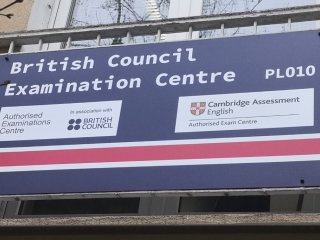 British Council
Examination Centre PL010
Authorised
Examinations
Centre
in association with
BRITISH
COUNCIL
Cambridge Assessment
English
Authorised Exam Centre